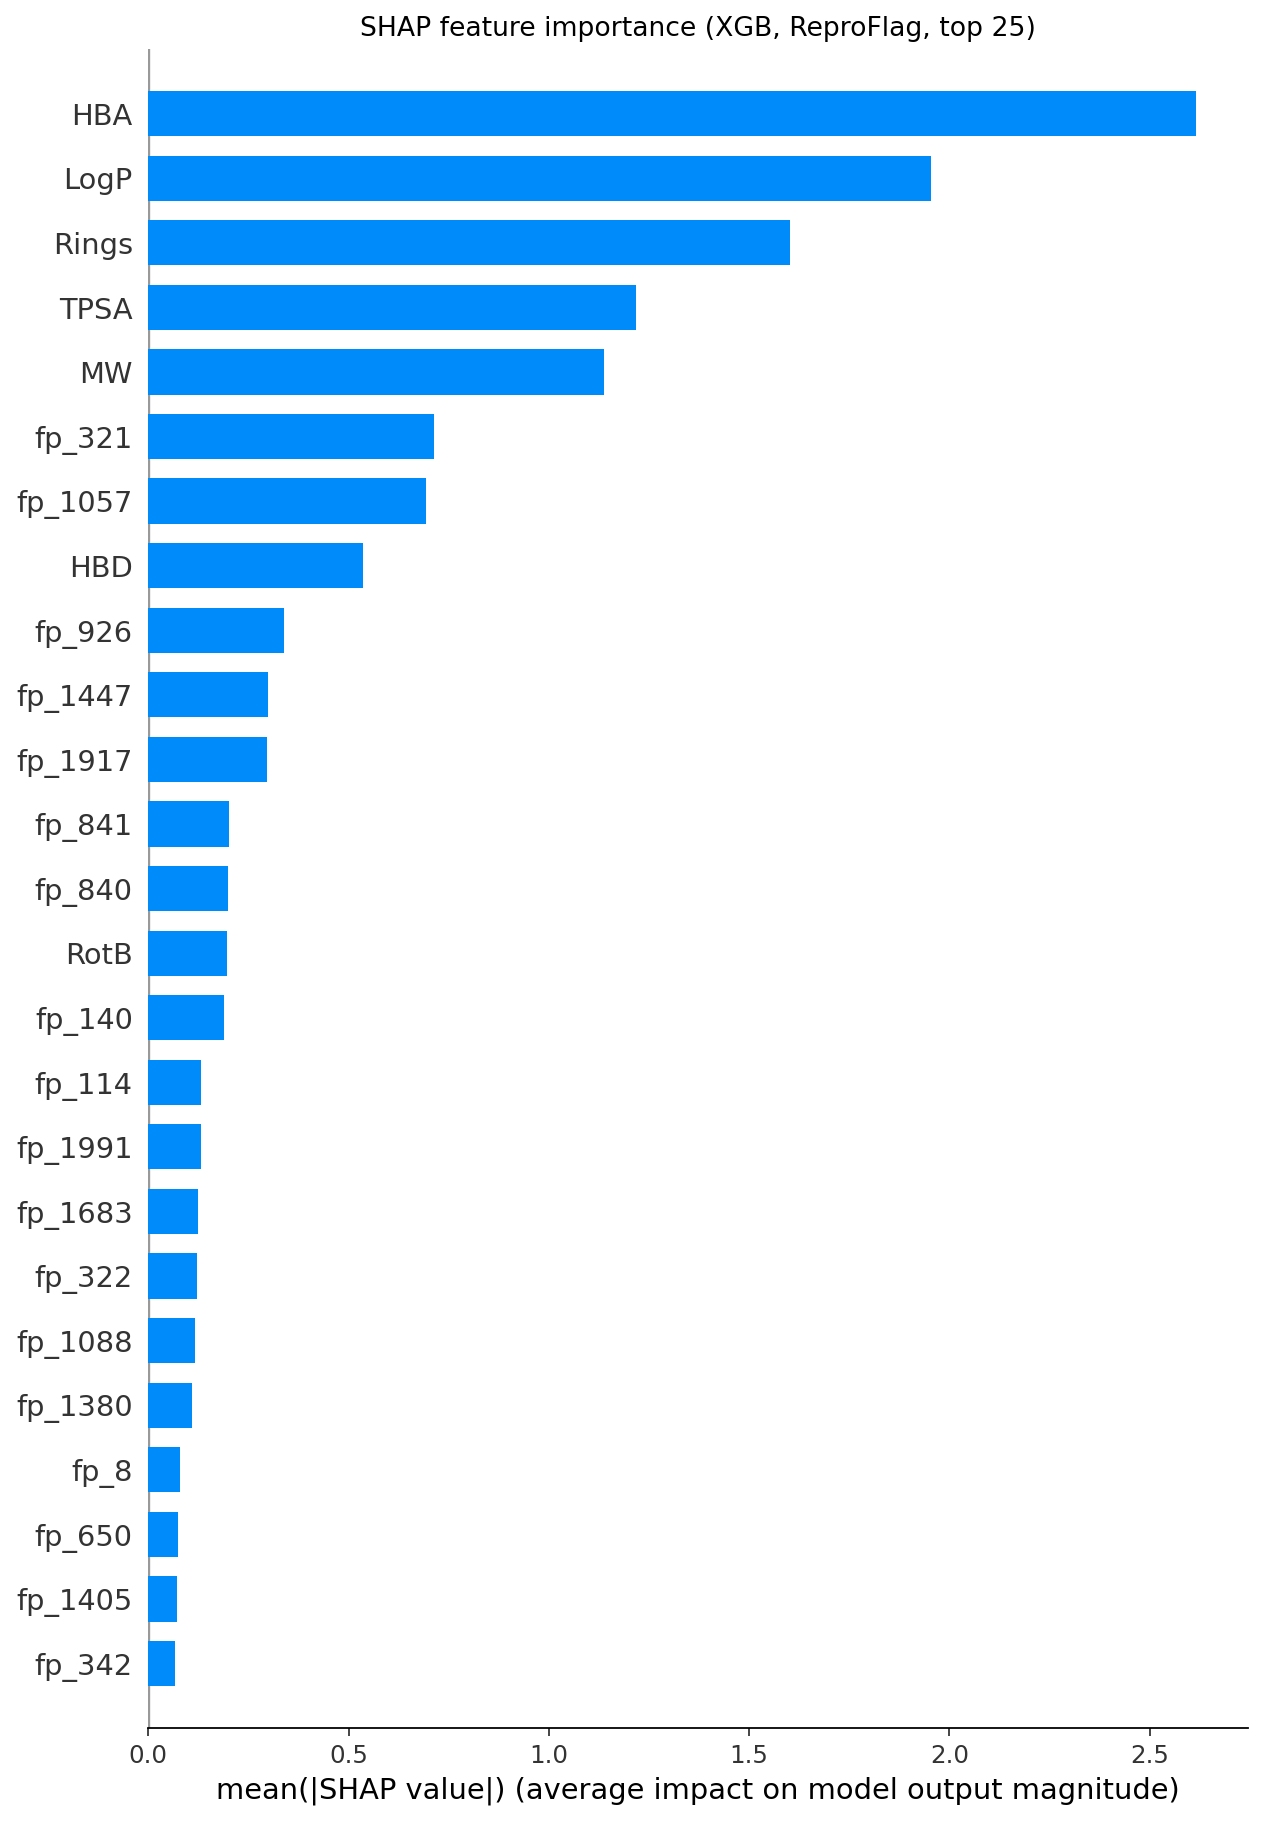 SHAP feature importance (XGB, ReproFlag, top 25)
HBA
LogP
Rings
TPSA
MW
fp_321
fp_1057
HBD
fp_926
fp_1447
fp_1917
fp_841
fp_840
RotB
fp_140
fp_114
fp_1991
fp_1683
fp_322
fp_1088
fp_1380
fp_8
fp_650
fp_1405
fp_342
0.0 0.5 1.0 1.5 2.0 2.5
mean(|SHAP value|) (average impact on model output magnitude)